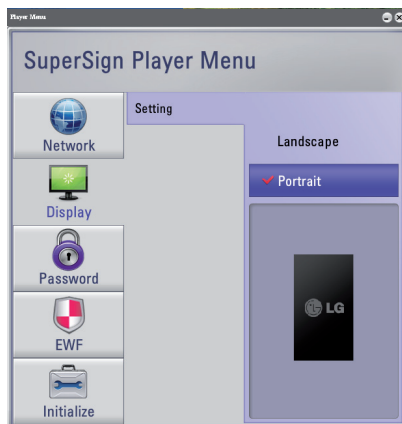 Player Menu
SuperSign Player Menu
Network
Display
Password
EWF
Initialize
Setting
Landscape
Portrait
LG